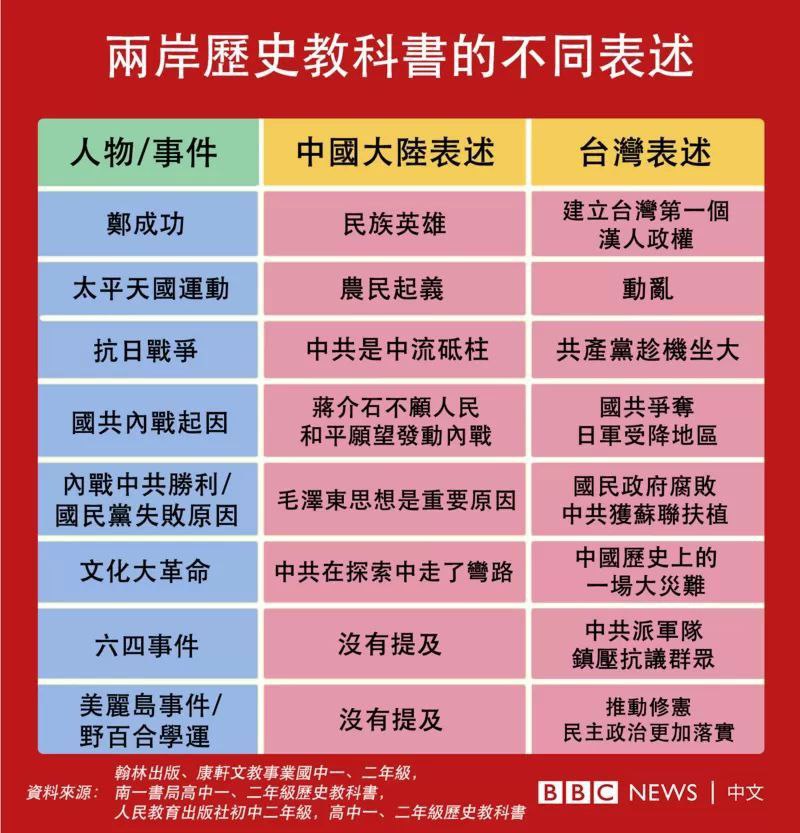 兩岸歷史教科書的不同表述
人物/事件 中國大陸表述 台灣表述
鄭成功 民族英雄 建立台灣第一個
漢人政權
太平天國運動 農民起義 動亂
抗日戰爭 中共是中流砥柱 共產黨趁機坐大
國共內戰起因 蔣介石不顧人民
和平願望發動內戰 國共爭奪
日軍受降地區
內戰中共勝利/
國民黨失敗原因 毛澤東思想是重要原因 國民政府腐敗
中共獲蘇聯扶植
文化大革命 中共在探索中走了彎路 中國歷史上的
一場大災難
六四事件 沒有提及 中共派軍隊
鎮壓抗議群眾
美麗島事件/
野百合學運 沒有提及 推動修憲
民主政治更加落實
資料來源： 翰林出版、康軒文教事業國中一、二年級，
南一書局高中一、二年級歷史教科書，
人民教育出版社初中二年級，高中一、二年級歷史教科書
BBC NEWS | 中文